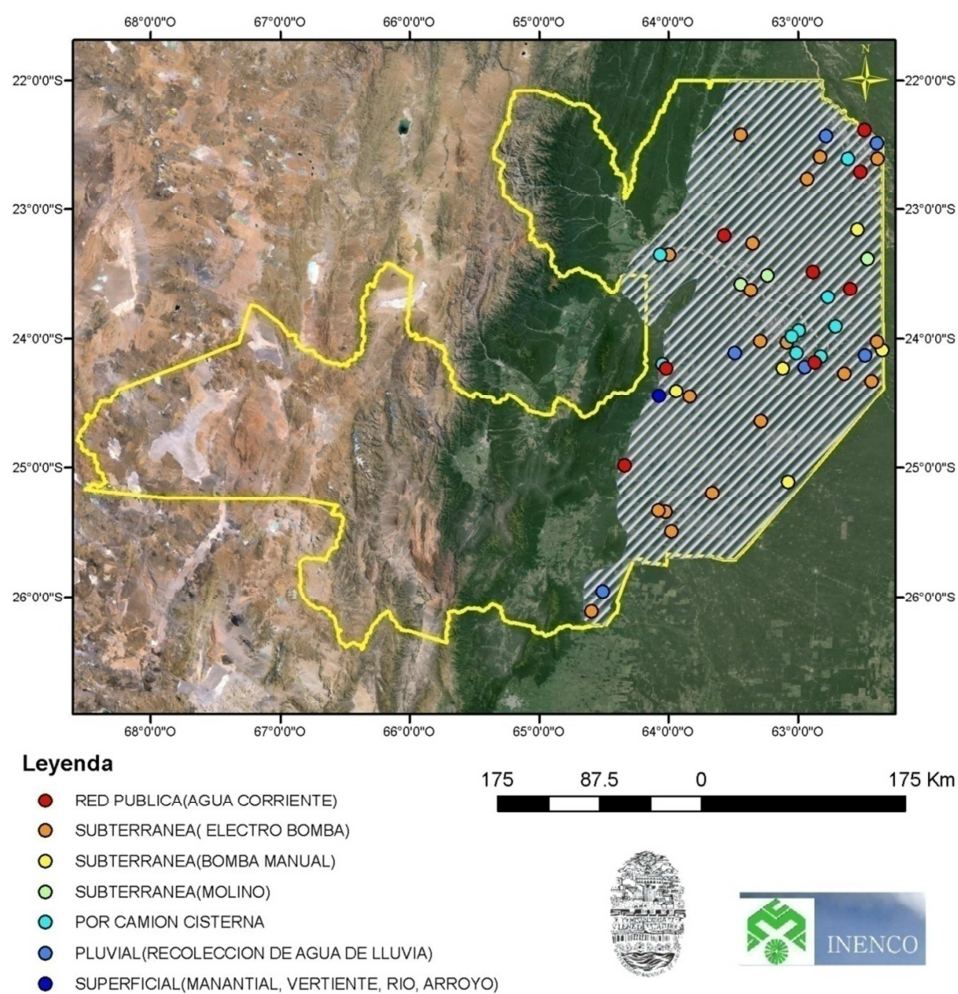 68°0'0"O 67°0'0"O 66°0'0"O 65°0'0"O 64°0'0"O 63°0'0"O
N
22°0'0"S 22°0'0"S
23°0'0"S 23°0'0"S
24°0'0"S 24°0'0"S
25°0'0"S 25°0'0"S
26°0'0"S 26°0'0"S
68°0'0"O 67°0'0"O 66°0'0"O 65°0'0"O 64°0'0"O 63°0'0"O
Leyenda
175 87.5 0 175 Km
RED PUBLICA(AGUA CORRIENTE)
SUBTERRANEA( ELECTRO BOMBA)
SUBTERRANEA(BOMBA MANUAL)
SUBTERRANEA(MOLINO)
POR CAMION CISTERNA
PLUVIAL(RECOLECCION DE AGUA DE LLUVIA)
SUPERFICIAL(MANANTIAL, VERTIENTE, RIO, ARROYO)
INENCO